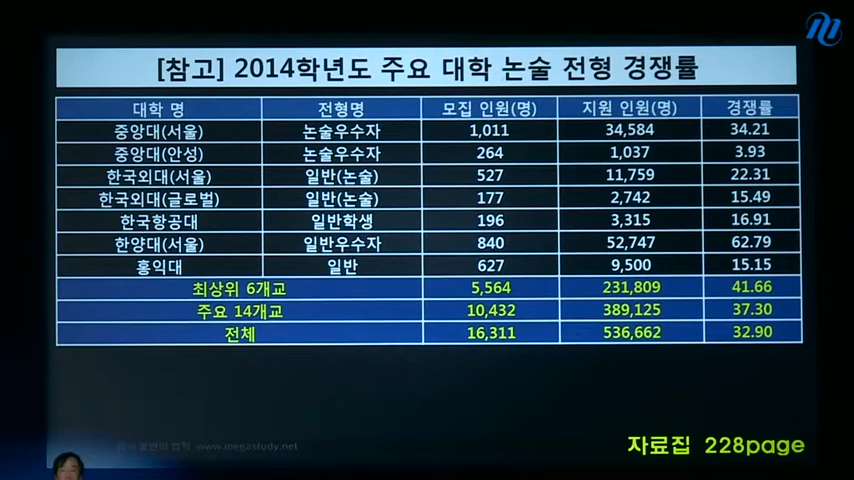 [참고] 2014학년도 주요 대학 논술 전형 경쟁률
대학 명 전형명 모집 인원(명) 지원 인원(명) 경쟁률
중앙대(서울) 논술우수자 1,011 34,584 34.21
중앙대(안성) 논술우수자 264 1,037 3.93
한국외대(서울) 일반(논술) 527 11,759 22.31
한국외대(글로벌) 일반(논술) 177 2,742 15.49
한국항공대 일반학생 196 3,315 16.91
한양대(서울) 일반우수자 840 52,747 62.79
홍익대 일반 627 9,500 15.15
최상위 6개교 5,564 231,809 41.66
주요 14개교 10,432 389,125 37.30
전체 16,311 536,662 32.90
불변의 법칙 www.megastudy.net
자료집 228page